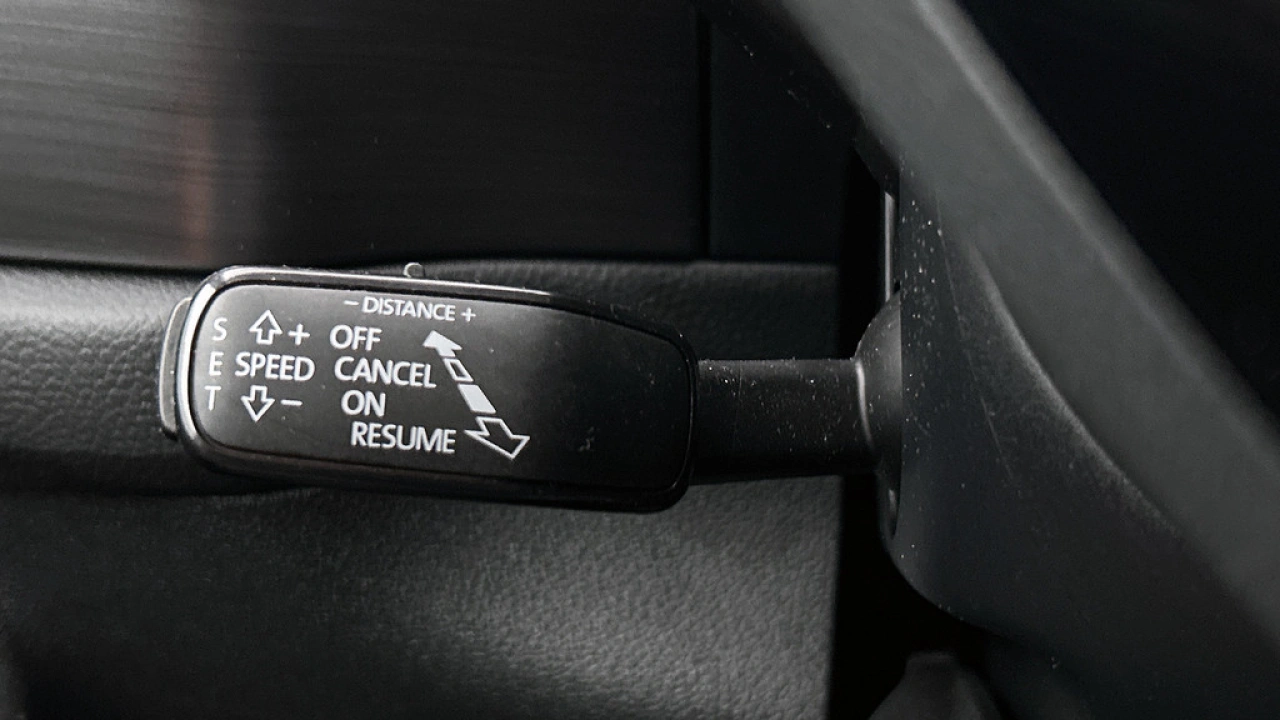 − DISTANCE +
S + OFF
E SPEED CANCEL
T − ON
RESUME